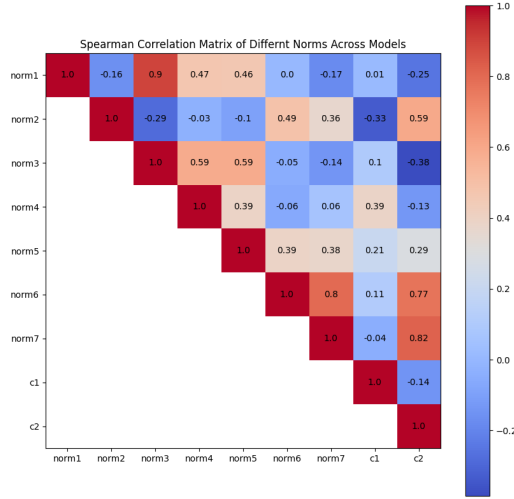 Spearman Correlation Matrix of Differnt Norms Across Models
norm1 1.0 -0.16 0.9 0.47 0.46 0.0 -0.17 0.01 -0.25
norm2 1.0 -0.29 -0.03 -0.1 0.49 0.36 -0.33 0.59
norm3 1.0 0.59 0.59 -0.05 -0.14 0.1 -0.38
norm4 1.0 0.39 -0.06 0.06 0.39 -0.13
norm5 1.0 0.39 0.38 0.21 0.29
norm6 1.0 0.8 0.11 0.77
norm7 1.0 -0.04 0.82
c1 1.0 -0.14
c2 1.0
norm1 norm2 norm3 norm4 norm5 norm6 norm7 c1 c2
1.0
0.8
0.6
0.4
0.2
0.0
−0.2